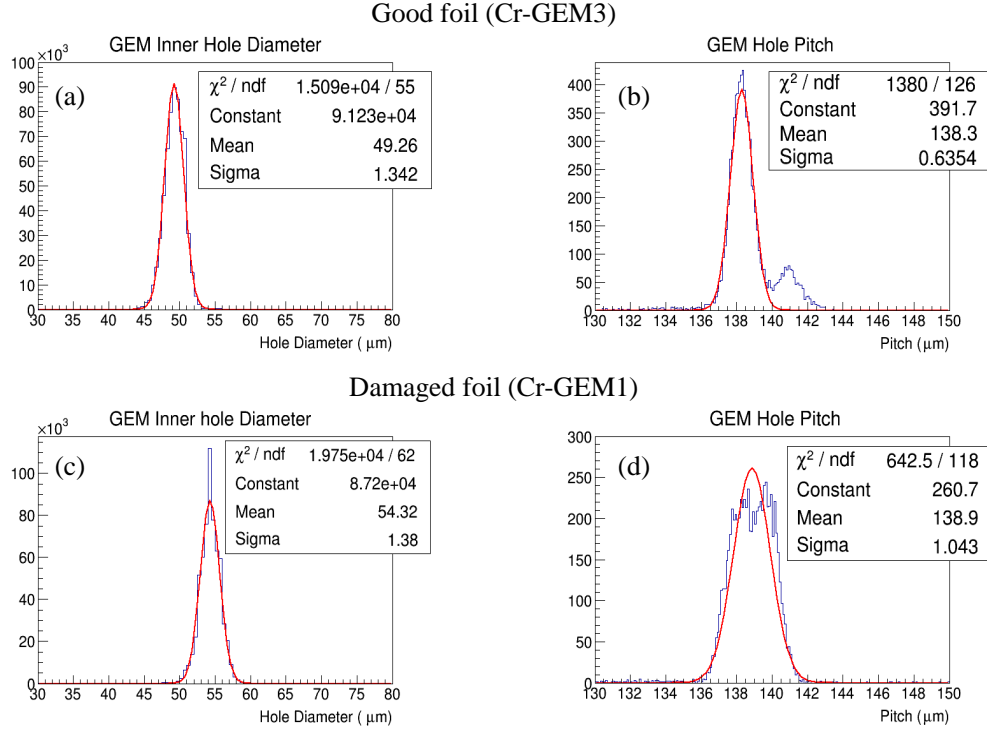 Good foil (Cr-GEM3)
GEM Inner Hole Diameter
×10³
(a)
χ² / ndf 1.509e+04 / 55
Constant 9.123e+04
Mean 49.26
Sigma 1.342
100
90
80
70
60
50
40
30
20
10
0
30 35 40 45 50 55 60 65 70 75 80
Hole Diameter ( μm)
GEM Hole Pitch
(b)
χ² / ndf 1380 / 126
Constant 391.7
Mean 138.3
Sigma 0.6354
400
350
300
250
200
150
100
50
0
130 132 134 136 138 140 142 144 146 148 150
Pitch (μm)
Damaged foil (Cr-GEM1)
GEM Inner hole Diameter
×10³
(c)
χ² / ndf 1.975e+04 / 62
Constant 8.72e+04
Mean 54.32
Sigma 1.38
100
80
60
40
20
0
30 35 40 45 50 55 60 65 70 75 80
Hole Diameter ( μm)
GEM Hole Pitch
(d)
χ² / ndf 642.5 / 118
Constant 260.7
Mean 138.9
Sigma 1.043
300
250
200
150
100
50
0
130 132 134 136 138 140 142 144 146 148 150
Pitch (μm)